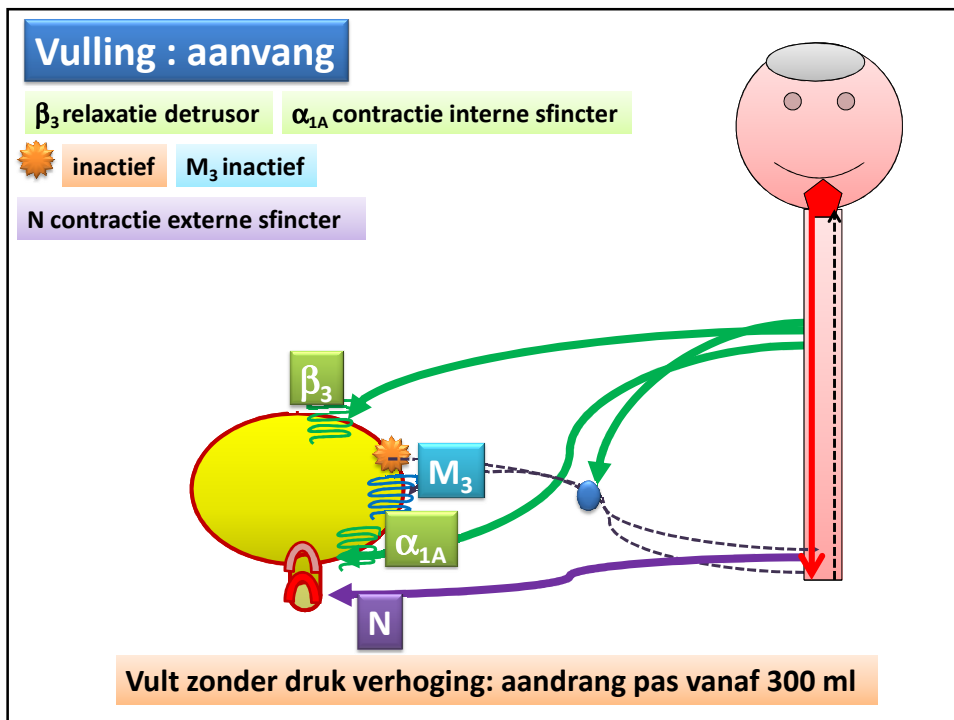 Vulling : aanvang
β3 relaxatie detrusor
α1A contractie interne sfincter
inactief
M3 inactief
N contractie externe sfincter
β3
M3
α1A
N
Vult zonder druk verhoging: aandrang pas vanaf 300 ml